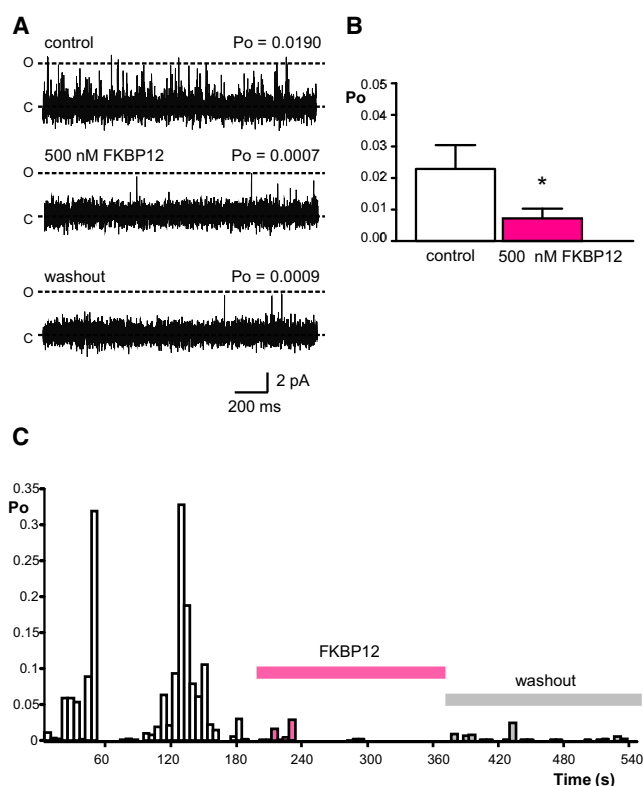 A
control Po = 0.0190
O
C
500 nM FKBP12 Po = 0.0007
O
C
washout Po = 0.0009
O
C
2 pA
200 ms
B
Po
0.05
0.04
0.03
0.02
0.01
0.00
*
control 500 nM FKBP12
C
Po
0.35
0.3
0.25
0.2
0.15
0.1
0.05
0
FKBP12
washout
60 120 180 240 300 360 420 480 540
Time (s)